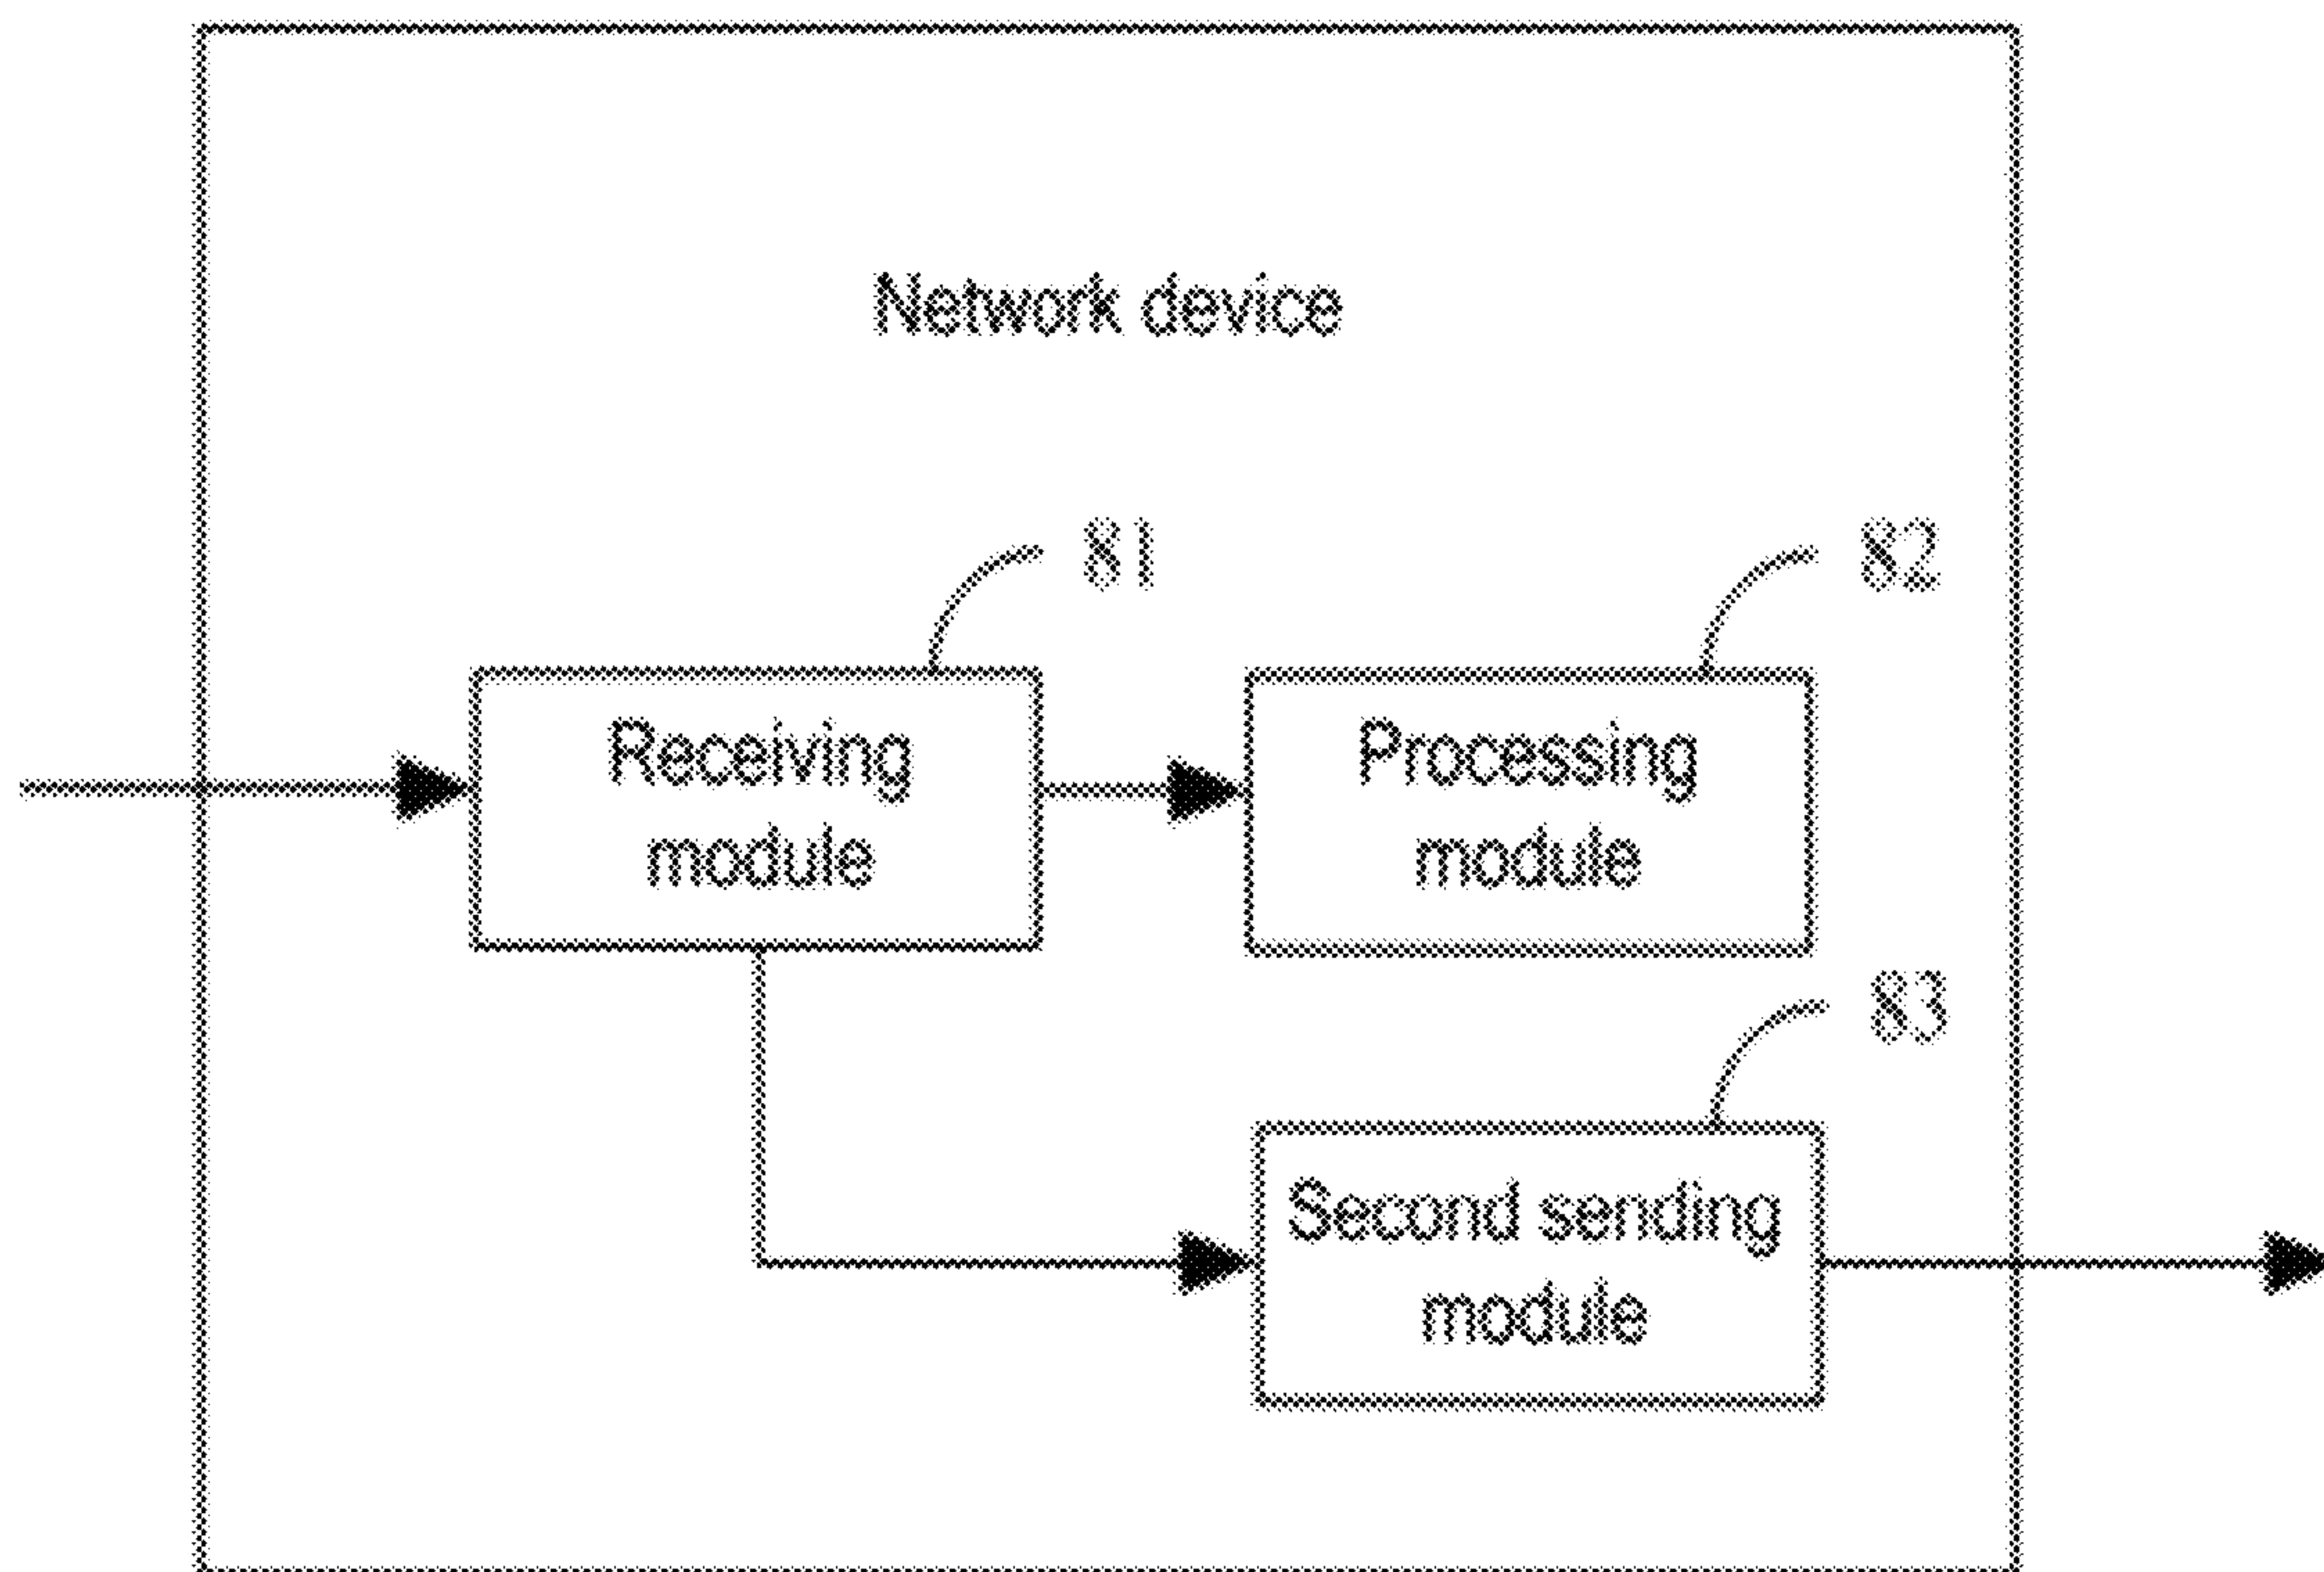 Network device
81
82
Receiving
module
Processing
module
83
Second sending
module